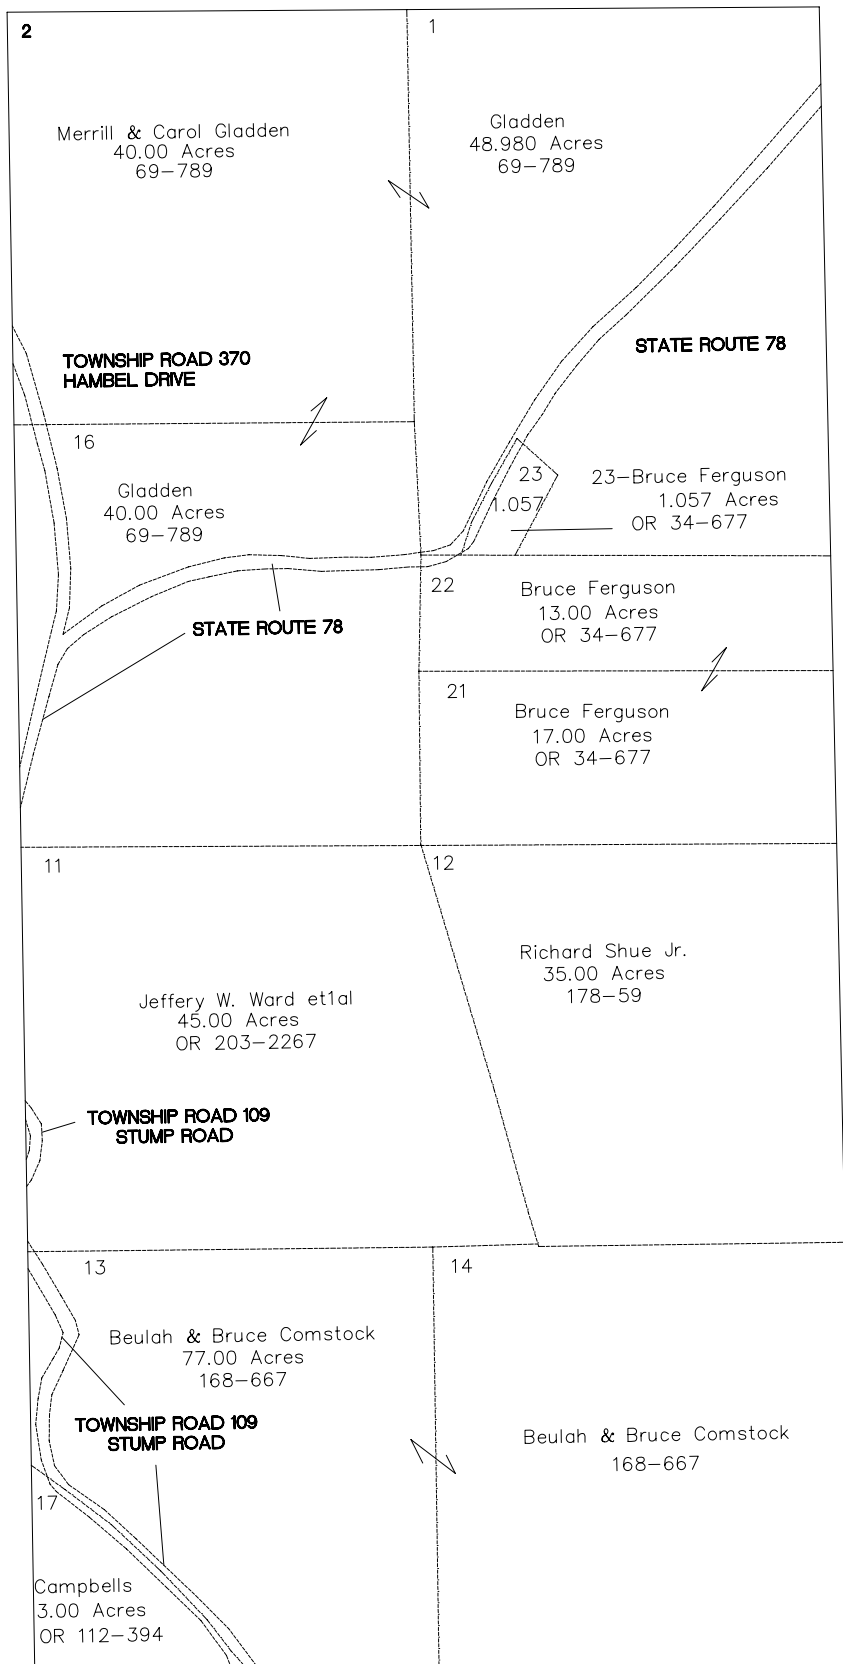 2
1
Merrill & Carol Gladden
40.00 Acres
69-789
Gladden
48.980 Acres
69-789
STATE ROUTE 78
TOWNSHIP ROAD 370
HAMBEL DRIVE
16
Gladden
40.00 Acres
69-789
23
1.057
23-Bruce Ferguson
1.057 Acres
OR 34-677
STATE ROUTE 78
22
Bruce Ferguson
13.00 Acres
OR 34-677
21
Bruce Ferguson
17.00 Acres
OR 34-677
11
12
Richard Shue Jr.
35.00 Acres
178-59
Jeffery W. Ward et1al
45.00 Acres
OR 203-2267
TOWNSHIP ROAD 109
STUMP ROAD
13
14
Beulah & Bruce Comstock
77.00 Acres
168-667
TOWNSHIP ROAD 109
STUMP ROAD
Beulah & Bruce Comstock
168-667
17
Campbells
3.00 Acres
OR 112-394